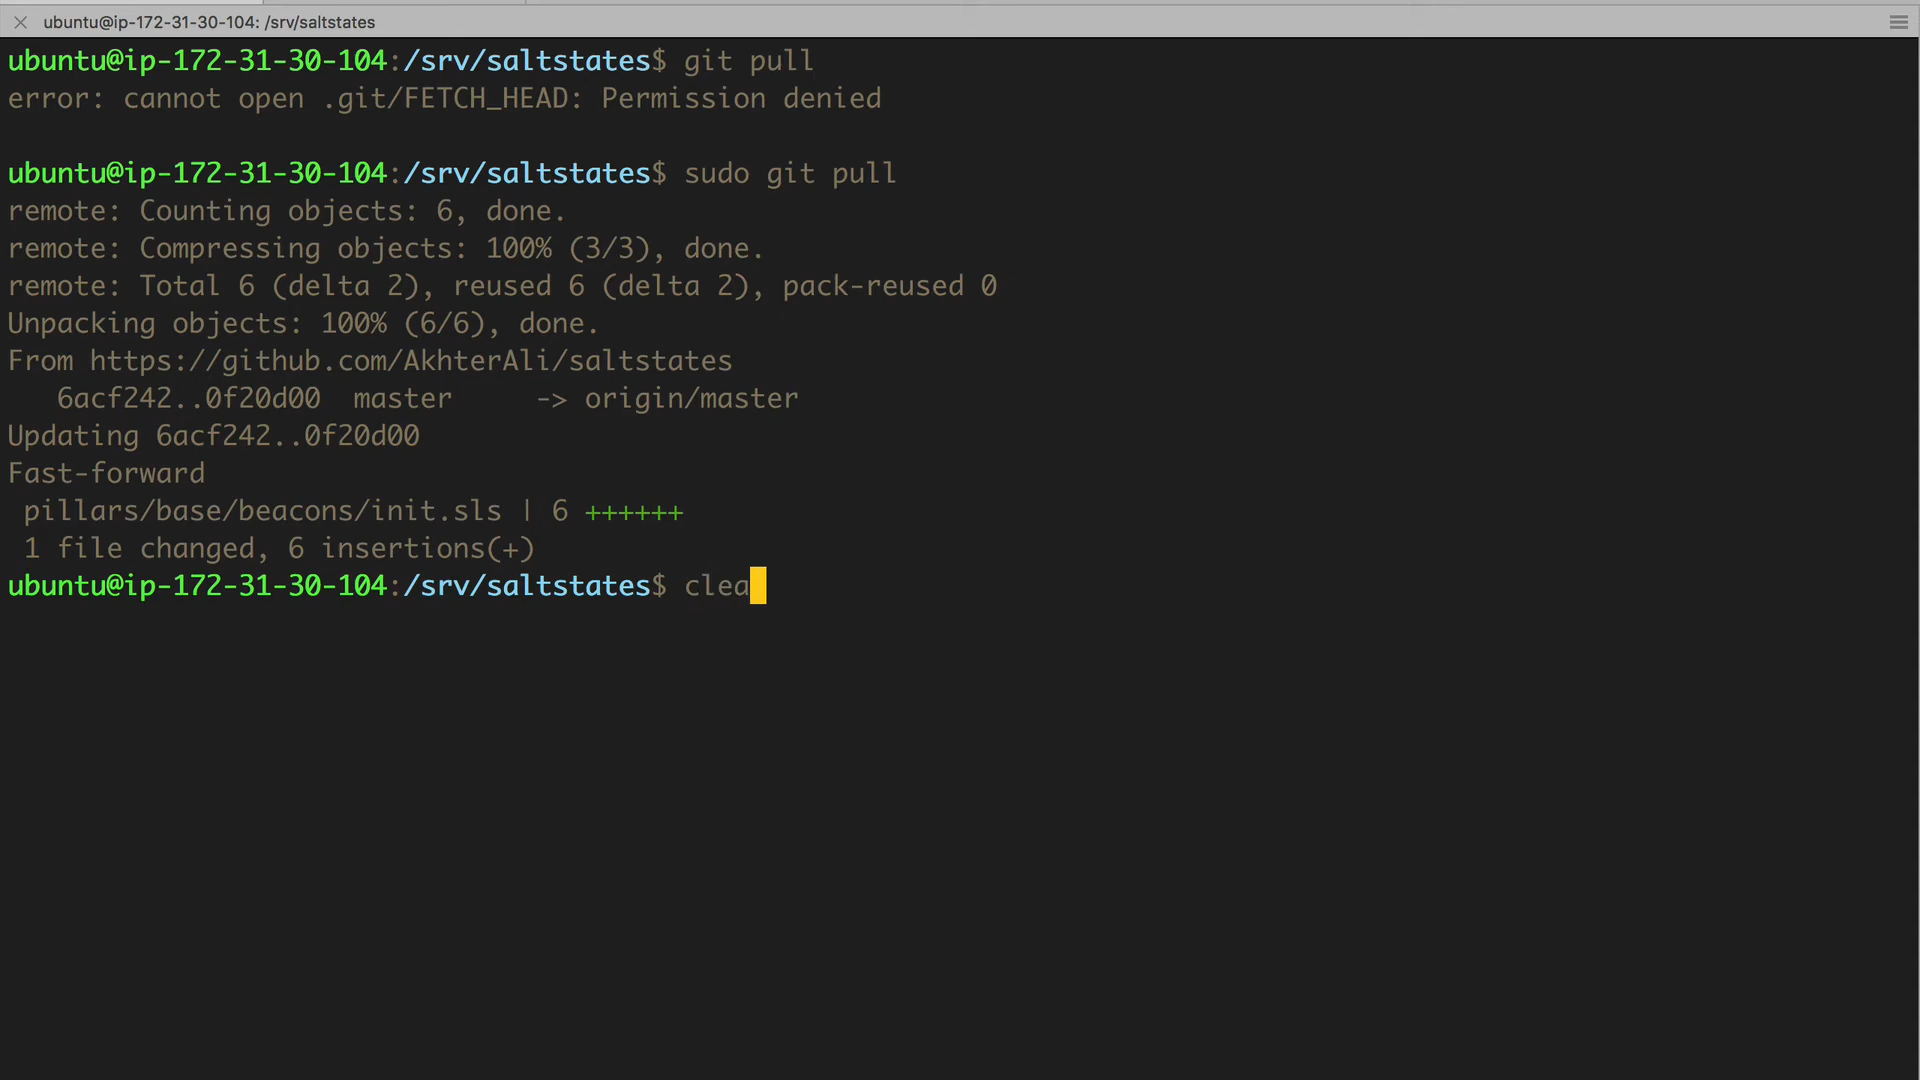 ubuntu@ip-172-31-30-104: /srv/saltstates
ubuntu@ip-172-31-30-104:/srv/saltstates$ git pull
error: cannot open .git/FETCH_HEAD: Permission denied
ubuntu@ip-172-31-30-104:/srv/saltstates$ sudo git pull
remote: Counting objects: 6, done.
remote: Compressing objects: 100% (3/3), done.
remote: Total 6 (delta 2), reused 6 (delta 2), pack-reused 0
Unpacking objects: 100% (6/6), done.
From https://github.com/AkhterAli/saltstates
   6acf242..0f20d00  master     -> origin/master
Updating 6acf242..0f20d00
Fast-forward
 pillars/base/beacons/init.sls | 6 ++++++
 1 file changed, 6 insertions(+)
ubuntu@ip-172-31-30-104:/srv/saltstates$ clea